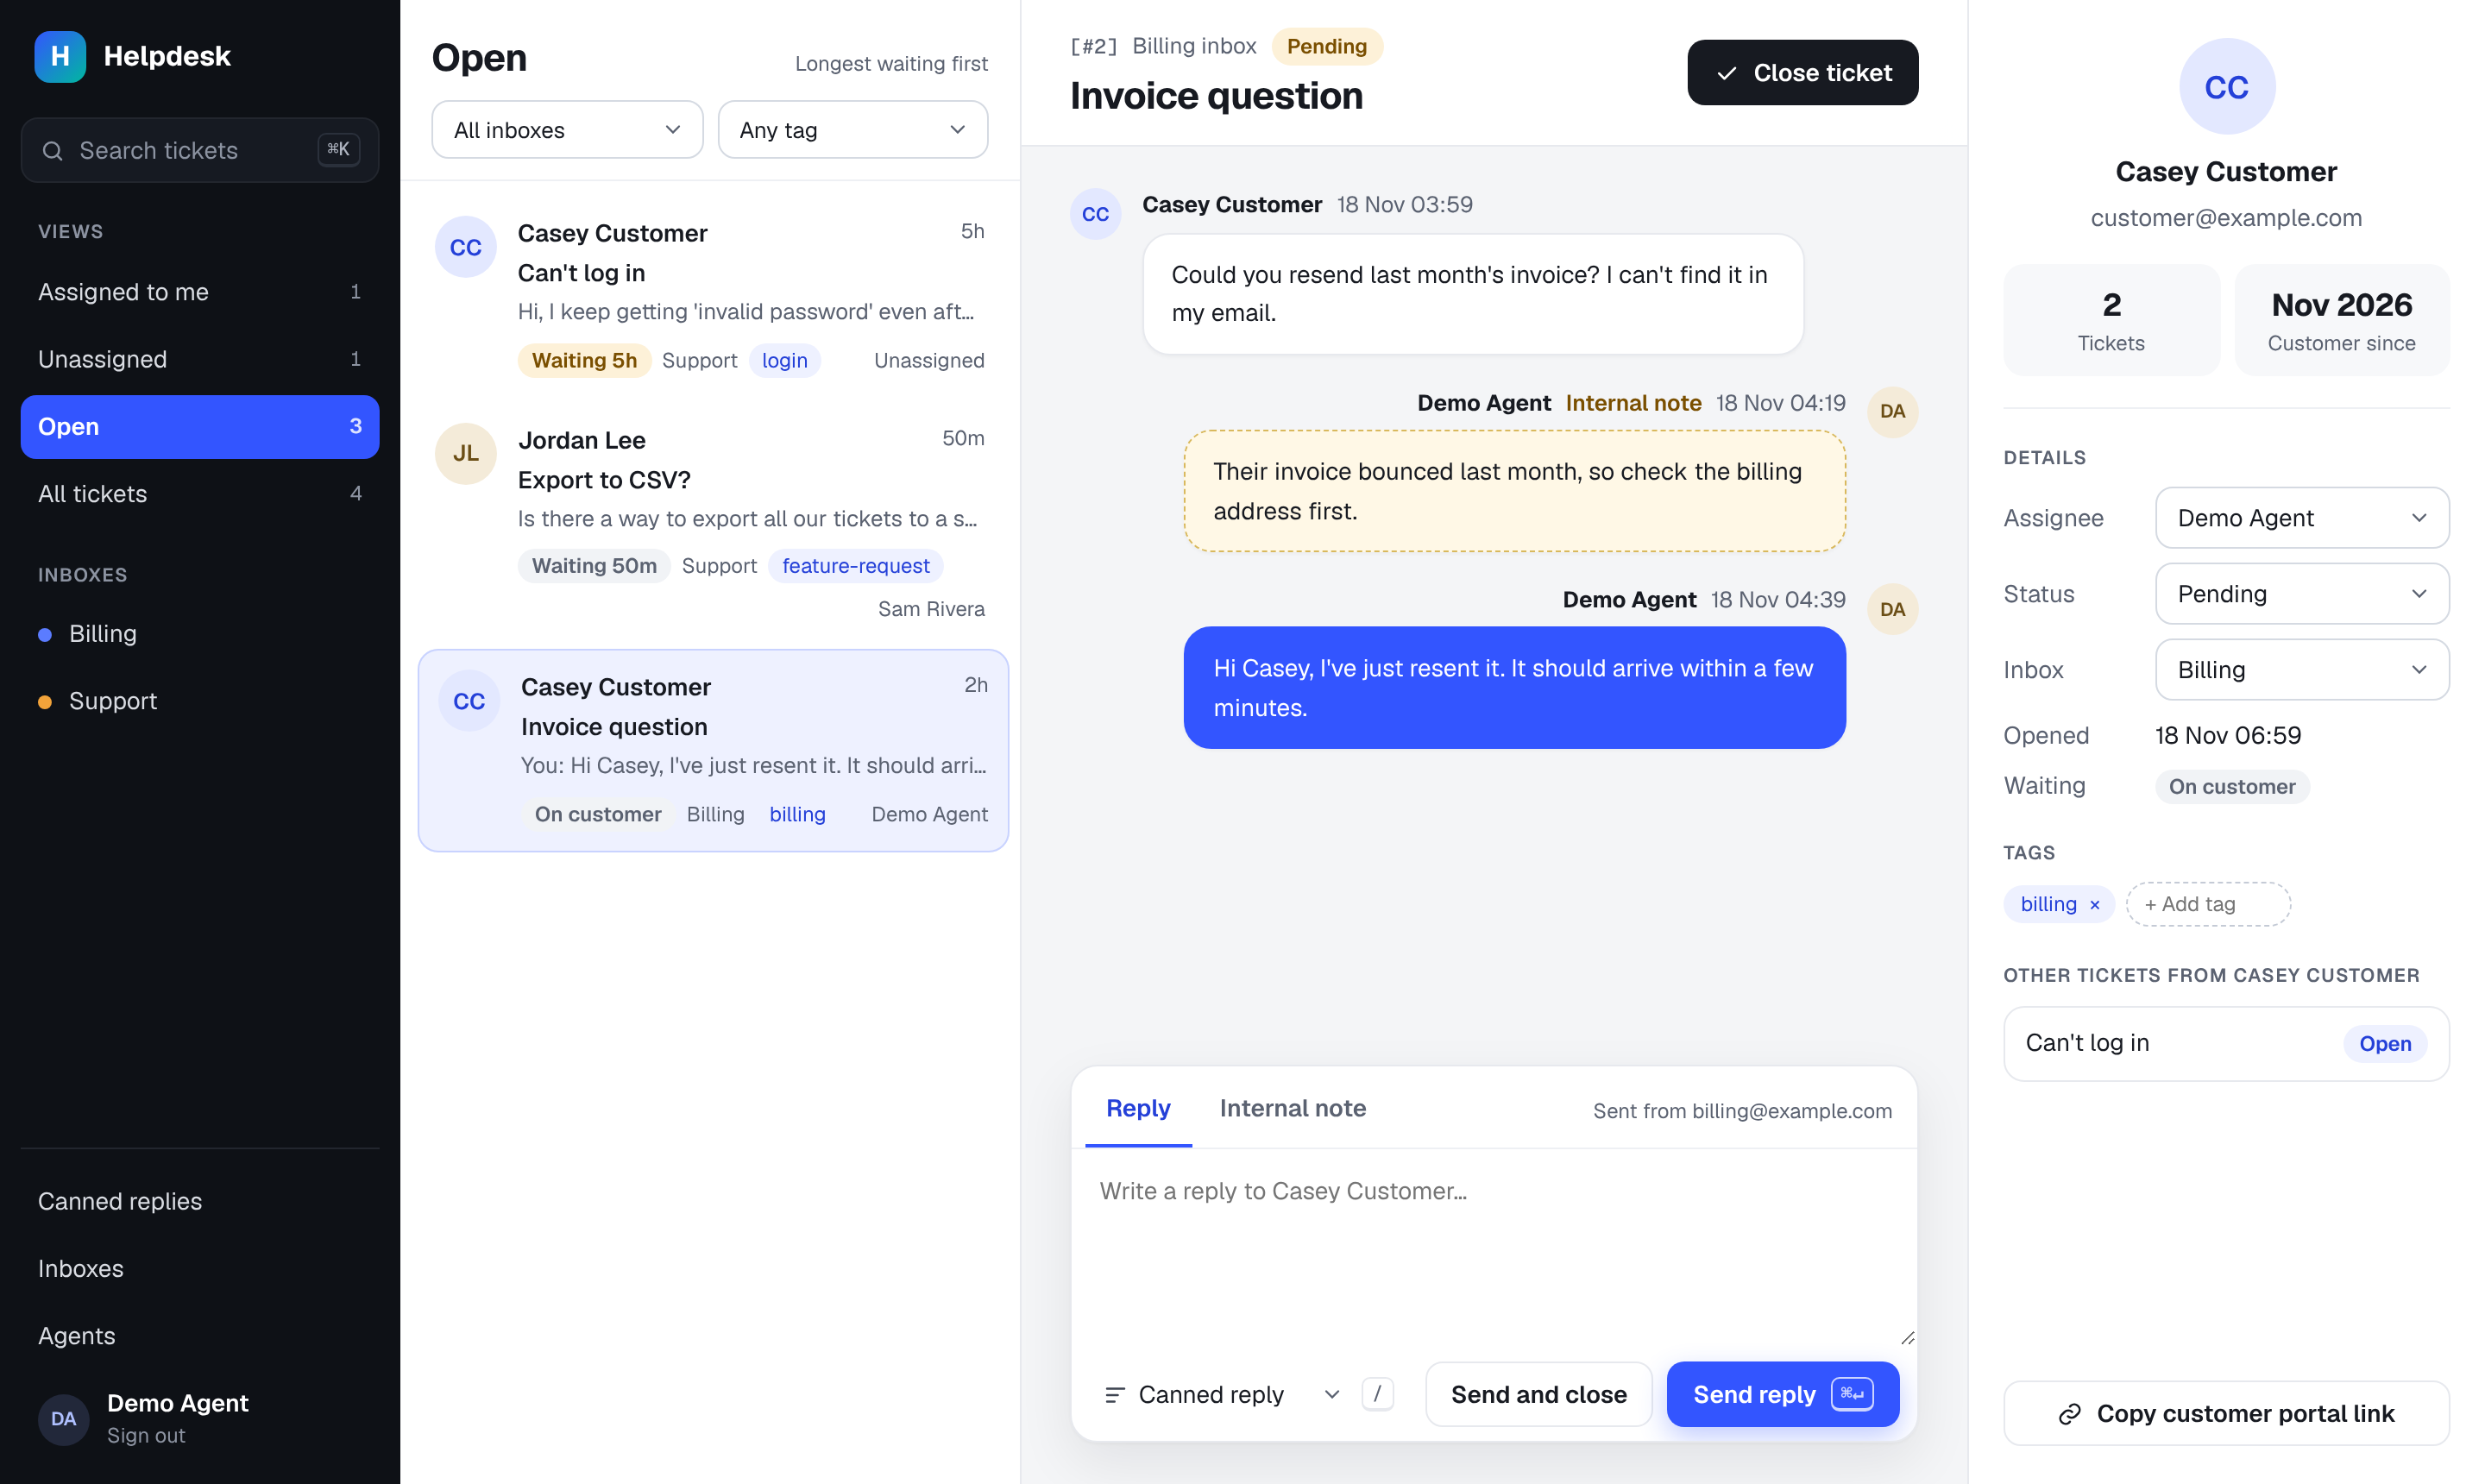 H Helpdesk
Search tickets ⌘K
VIEWS
Assigned to me 1
Unassigned 1
Open 3
All tickets 4
INBOXES
Billing
Support
Canned replies
Inboxes
Agents
DA Demo Agent
Sign out
Open Longest waiting first
All inboxes Any tag
CC Casey Customer 5h
Can't log in
Hi, I keep getting 'invalid password' even aft...
Waiting 5h Support login Unassigned
JL Jordan Lee 50m
Export to CSV?
Is there a way to export all our tickets to a s...
Waiting 50m Support feature-request
Sam Rivera
CC Casey Customer 2h
Invoice question
You: Hi Casey, I've just resent it. It should arri...
On customer Billing billing Demo Agent
[#2] Billing inbox Pending
Invoice question
Close ticket
CC Casey Customer 18 Nov 03:59
Could you resend last month's invoice? I can't find it in
my email.
Demo Agent Internal note 18 Nov 04:19 DA
Their invoice bounced last month, so check the billing
address first.
Demo Agent 18 Nov 04:39 DA
Hi Casey, I've just resent it. It should arrive within a few
minutes.
Reply Internal note Sent from billing@example.com
Write a reply to Casey Customer...
Canned reply / Send and close Send reply ⌘↵
CC
Casey Customer
customer@example.com
2 Nov 2026
Tickets Customer since
DETAILS
Assignee Demo Agent
Status Pending
Inbox Billing
Opened 18 Nov 06:59
Waiting On customer
TAGS
billing × + Add tag
OTHER TICKETS FROM CASEY CUSTOMER
Can't log in Open
Copy customer portal link